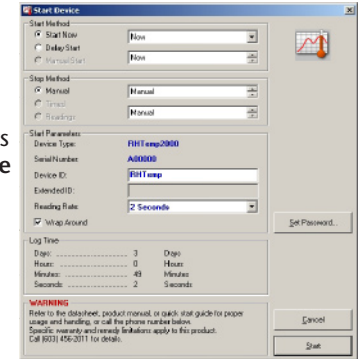 Start Device
Start Method
Start Now
Now
Delay Start
Manual Start
Now
Stop Method
Manual
Manual
Timed
Readings
Manual
Start Parameters
Device Type:
RHTemp2000
Serial Number:
A00000
Device ID:
RHTemp
Extended ID:
Reading Rate:
2 Seconds
Wrap Around
Set Password...
Log Time
Days: 3 Days
Hours: 0 Hours
Minutes: 49 Minutes
Seconds 2 Seconds
WARNING
Refer to the datasheet, product manual, or quick start guide for proper
usage and handling, or call the phone number below.
Specific warranty and remedy limitations apply to this product.
Call (603) 456-2011 for details.
Cancel
Start
s
e